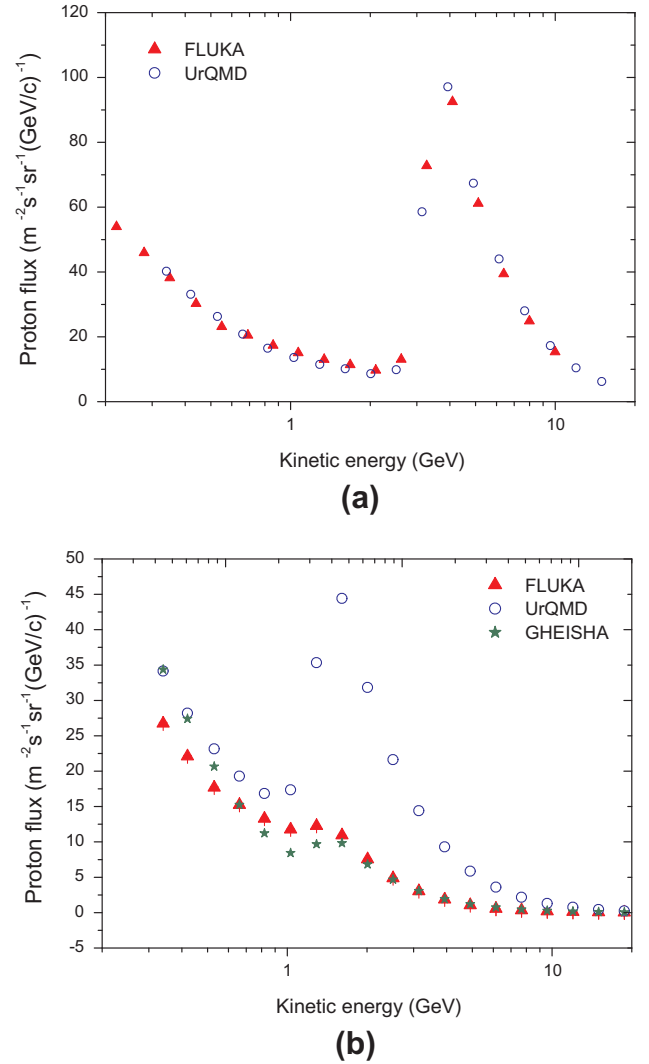 120
100
80
60
40
20
0
Proton flux (m⁻²s⁻¹sr⁻¹(GeV/c)⁻¹)
FLUKA
UrQMD
1
10
Kinetic energy (GeV)
(a)
50
45
40
35
30
25
20
15
10
5
0
-5
Proton flux (m⁻²s⁻¹sr⁻¹(GeV/c)⁻¹)
FLUKA
UrQMD
GHEISHA
1
10
Kinetic energy (GeV)
(b)